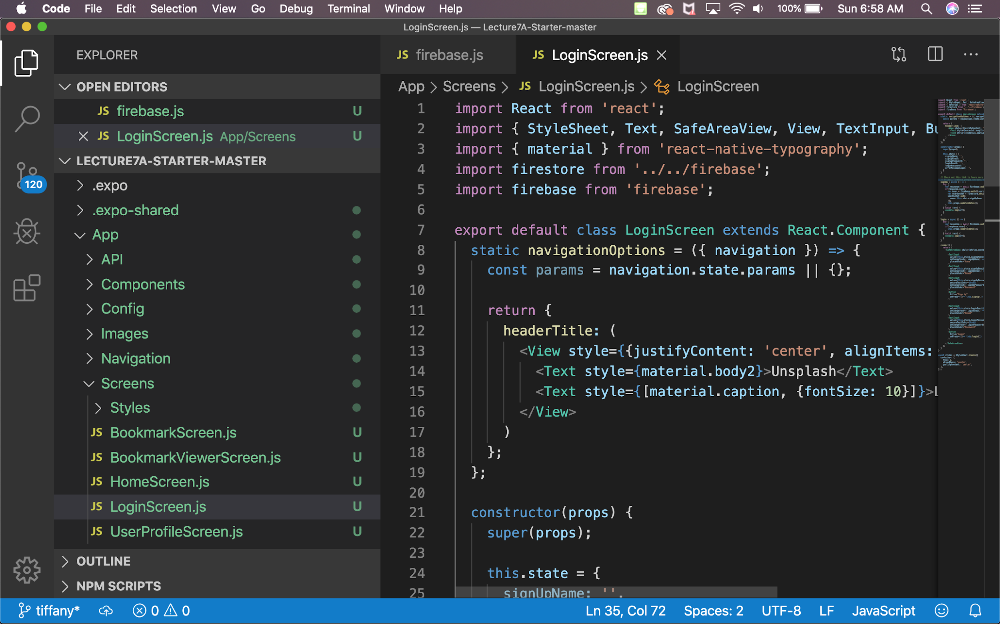 Code File Edit Selection View Go Debug Terminal Window Help 100% Sun 6:58 AM
LoginScreen.js — Lecture7A-Starter-master
EXPLORER
OPEN EDITORS
JS firebase.js U
JS LoginScreen.js App/Screens U
LECTURE7A-STARTER-MASTER
120
.expo
.expo-shared
App
API
Components
Config
Images
Navigation
Screens
Styles
JS BookmarkScreen.js U
JS BookmarkViewerScreen.js U
JS HomeScreen.js U
JS LoginScreen.js U
JS UserProfileScreen.js U
OUTLINE
NPM SCRIPTS
JS firebase.js JS LoginScreen.js
App > Screens > JS LoginScreen.js > LoginScreen
1 import React from 'react';
2 import { StyleSheet, Text, SafeAreaView, View, TextInput, Bu
3 import { material } from 'react-native-typography';
4 import firestore from '../../firebase';
5 import firebase from 'firebase';
6
7 export default class LoginScreen extends React.Component {
8 static navigationOptions = ({ navigation }) => {
9 const params = navigation.state.params || {};
10
11 return {
12 headerTitle: (
13 <View style={{justifyContent: 'center', alignItems:
14 <Text style={material.body2}>Unsplash</Text>
15 <Text style={[material.caption, {fontSize: 10}]}>L
16 </View>
17 )
18 };
19 };
20
21 constructor(props) {
22 super(props);
23
24 this.state = {
25 signUpName: '',
tiffany* 0 0 Ln 35, Col 72 Spaces: 2 UTF-8 LF JavaScript